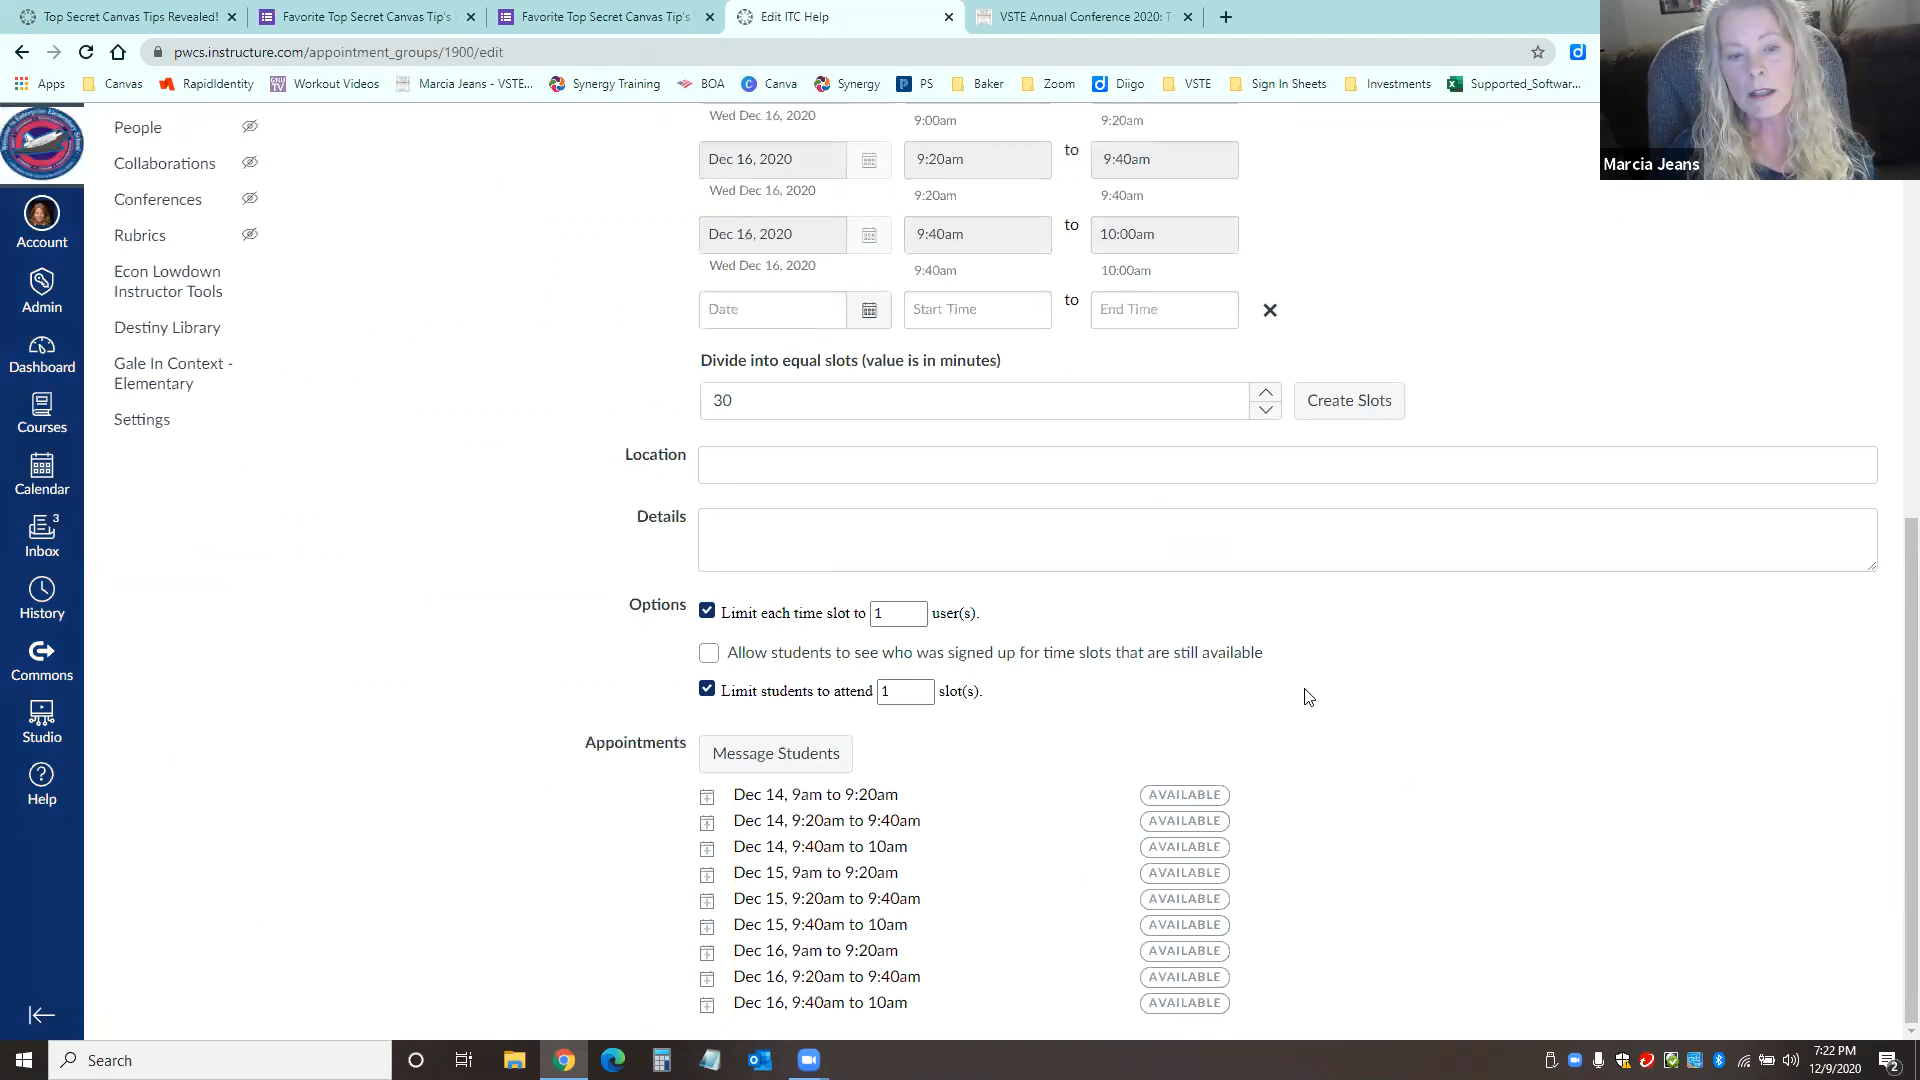 Top Secret Canvas Tips Revealed!
Favorite Top Secret Canvas Tip's
Favorite Top Secret Canvas Tip's
Edit ITC Help
VSTE Annual Conference 2020: T
pwcs.instructure.com/appointment_groups/1900/edit
Apps
Canvas
RapidIdentity
Workout Videos
Marcia Jeans - VSTE...
Synergy Training
BOA
Canva
Synergy
PS
Baker
Zoom
Diigo
VSTE
Sign In Sheets
Investments
Supported_Softwar...
Marcia Jeans
Account
Admin
Dashboard
Courses
Calendar
3
Inbox
History
Commons
Studio
Help
People
Collaborations
Conferences
Rubrics
Econ Lowdown
Instructor Tools
Destiny Library
Gale In Context -
Elementary
Settings
Wed Dec 16, 2020 9:00am 9:20am
Dec 16, 2020 9:20am to 9:40am
Wed Dec 16, 2020 9:20am 9:40am
Dec 16, 2020 9:40am to 10:00am
Wed Dec 16, 2020 9:40am 10:00am
Date Start Time to End Time
Divide into equal slots (value is in minutes)
30 Create Slots
Location
Details
Options Limit each time slot to 1 user(s).
Allow students to see who was signed up for time slots that are still available
Limit students to attend 1 slot(s).
Appointments Message Students
Dec 14, 9am to 9:20am AVAILABLE
Dec 14, 9:20am to 9:40am AVAILABLE
Dec 14, 9:40am to 10am AVAILABLE
Dec 15, 9am to 9:20am AVAILABLE
Dec 15, 9:20am to 9:40am AVAILABLE
Dec 15, 9:40am to 10am AVAILABLE
Dec 16, 9am to 9:20am AVAILABLE
Dec 16, 9:20am to 9:40am AVAILABLE
Dec 16, 9:40am to 10am AVAILABLE
Search
7:22 PM
12/9/2020
2